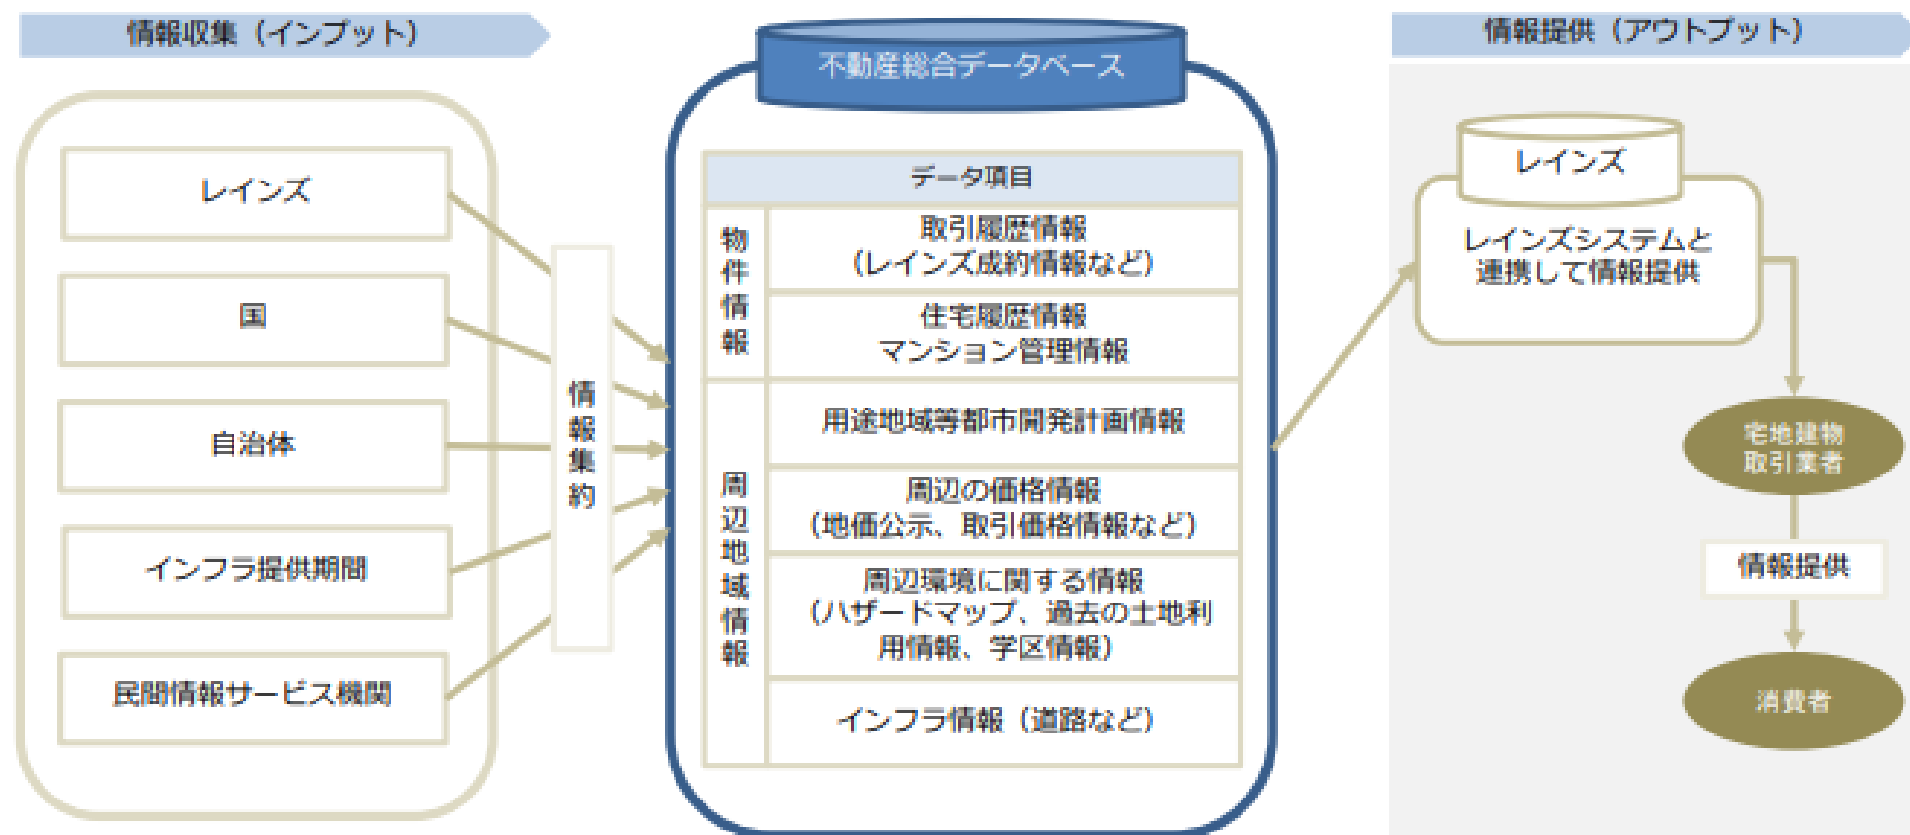 情報収集（インプット）
レインズ
国
自治体
インフラ提供期間
民間情報サービス機関
情報集約
不動産総合データベース
データ項目
物件情報
取引履歴情報
（レインズ成約情報など）
住宅履歴情報
マンション管理情報
周辺地域情報
用途地域等都市開発計画情報
周辺の価格情報
（地価公示、取引価格情報など）
周辺環境に関する情報
（ハザードマップ、過去の土地利
用情報、学区情報）
インフラ情報（道路など）
情報提供（アウトプット）
レインズ
レインズシステムと
連携して情報提供
宅地建物
取引業者
情報提供
消費者